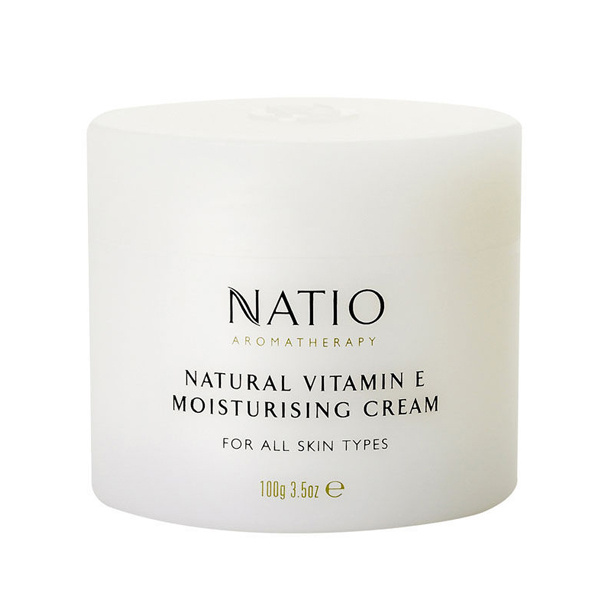 NATIO
AROMATHERAPY
NATURAL VITAMIN E
MOISTURISING CREAM
FOR ALL SKIN TYPES
100g 3.5oz ℮